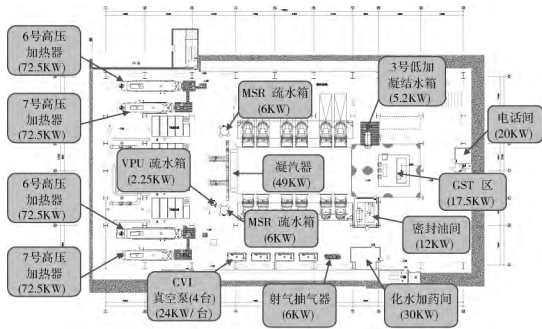 6号高压
加热器
(72.5KW)
7号高压
加热器
(72.5KW)
6号高压
加热器
(72.5KW)
7号高压
加热器
(72.5KW)
MSR 疏水箱
(6KW)
VPU 疏水箱
(2.25KW)
凝汽器
(49KW)
MSR 疏水箱
(6KW)
CVI
真空泵(4台)
(24KW/台)
射气抽气器
(6KW)
3号低加
凝结水箱
(5.2KW)
电话间
(20KW)
GST 区
(17.5KW)
密封油间
(12KW)
化水加药间
(30KW)